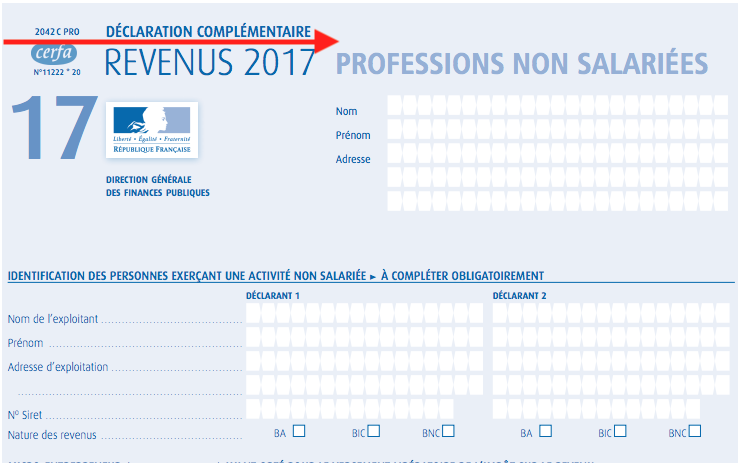 2042 C PRO
DÉCLARATION COMPLÉMENTAIRE
cerfa
N° 11222 * 20
REVENUS 2017
PROFESSIONS NON SALARIÉES
17
Liberté • Égalité • Fraternité
RÉPUBLIQUE FRANÇAISE
DIRECTION GÉNÉRALE
DES FINANCES PUBLIQUES
Nom
Prénom
Adresse
IDENTIFICATION DES PERSONNES EXERÇANT UNE ACTIVITÉ NON SALARIÉE ► À COMPLÉTER OBLIGATOIREMENT
DÉCLARANT 1 DÉCLARANT 2
Nom de l'exploitant
Prénom
Adresse d'exploitation
N° Siret
Nature des revenus BA BIC BNC BA BIC BNC